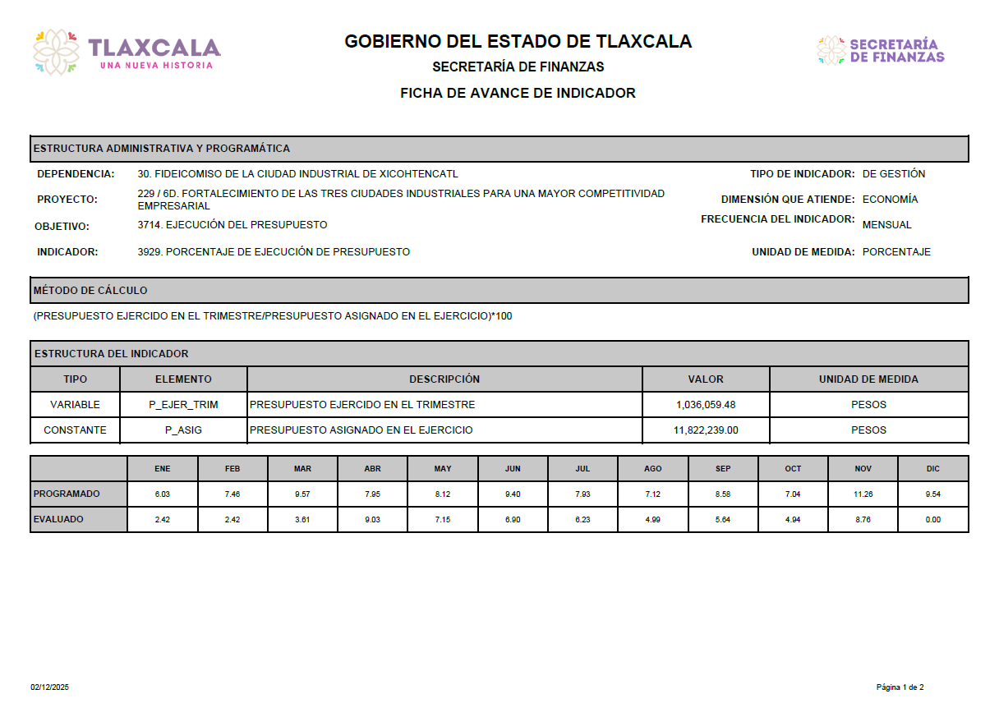 TLAXCALA
UNA NUEVA HISTORIA
GOBIERNO DEL ESTADO DE TLAXCALA
SECRETARÍA DE FINANZAS
FICHA DE AVANCE DE INDICADOR
SECRETARÍA
DE FINANZAS
ESTRUCTURA ADMINISTRATIVA Y PROGRAMÁTICA
DEPENDENCIA: 30. FIDEICOMISO DE LA CIUDAD INDUSTRIAL DE XICOHTENCATL TIPO DE INDICADOR: DE GESTIÓN
PROYECTO: 229 / 6D. FORTALECIMIENTO DE LAS TRES CIUDADES INDUSTRIALES PARA UNA MAYOR COMPETITIVIDAD
EMPRESARIAL
DIMENSIÓN QUE ATIENDE: ECONOMÍA
OBJETIVO: 3714. EJECUCIÓN DEL PRESUPUESTO FRECUENCIA DEL INDICADOR: MENSUAL
INDICADOR: 3929. PORCENTAJE DE EJECUCIÓN DE PRESUPUESTO UNIDAD DE MEDIDA: PORCENTAJE
MÉTODO DE CÁLCULO
(PRESUPUESTO EJERCIDO EN EL TRIMESTRE/PRESUPUESTO ASIGNADO EN EL EJERCICIO)*100
ESTRUCTURA DEL INDICADOR
TIPO ELEMENTO DESCRIPCIÓN VALOR UNIDAD DE MEDIDA
VARIABLE P_EJER_TRIM PRESUPUESTO EJERCIDO EN EL TRIMESTRE 1,036,059.48 PESOS
CONSTANTE P_ASIG PRESUPUESTO ASIGNADO EN EL EJERCICIO 11,822,239.00 PESOS
ENE FEB MAR ABR MAY JUN JUL AGO SEP OCT NOV DIC
PROGRAMADO 6.03 7.46 9.57 7.95 8.12 9.40 7.93 7.12 8.58 7.04 11.26 9.54
EVALUADO 2.42 2.42 3.61 9.03 7.15 6.90 6.23 4.99 5.64 4.94 8.76 0.00
02/12/2025 Página 1 de 2